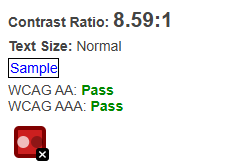 Contrast Ratio: 8.59:1
Text Size: Normal
Sample
WCAG AA: Pass
WCAG AAA: Pass